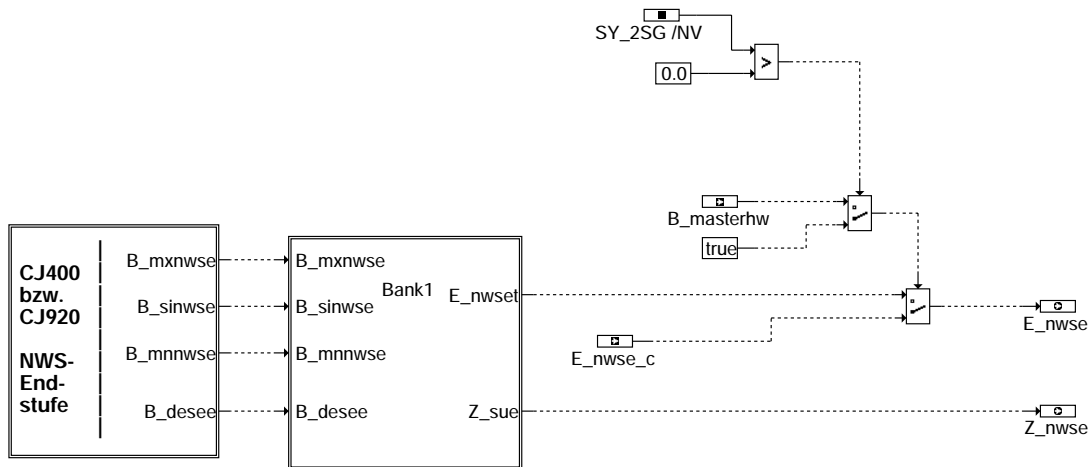 SY_2SG /NV
>
0.0
B_masterhw
true
CJ400
bzw.
CJ920
NWS-
End-
stufe
B_mxnwse
B_sinwse
B_mnnwse
B_desee
B_mxnwse
B_sinwse
B_mnnwse
B_desee
Bank1
E_nwset
Z_sue
E_nwse_c
E_nwse
Z_nwse